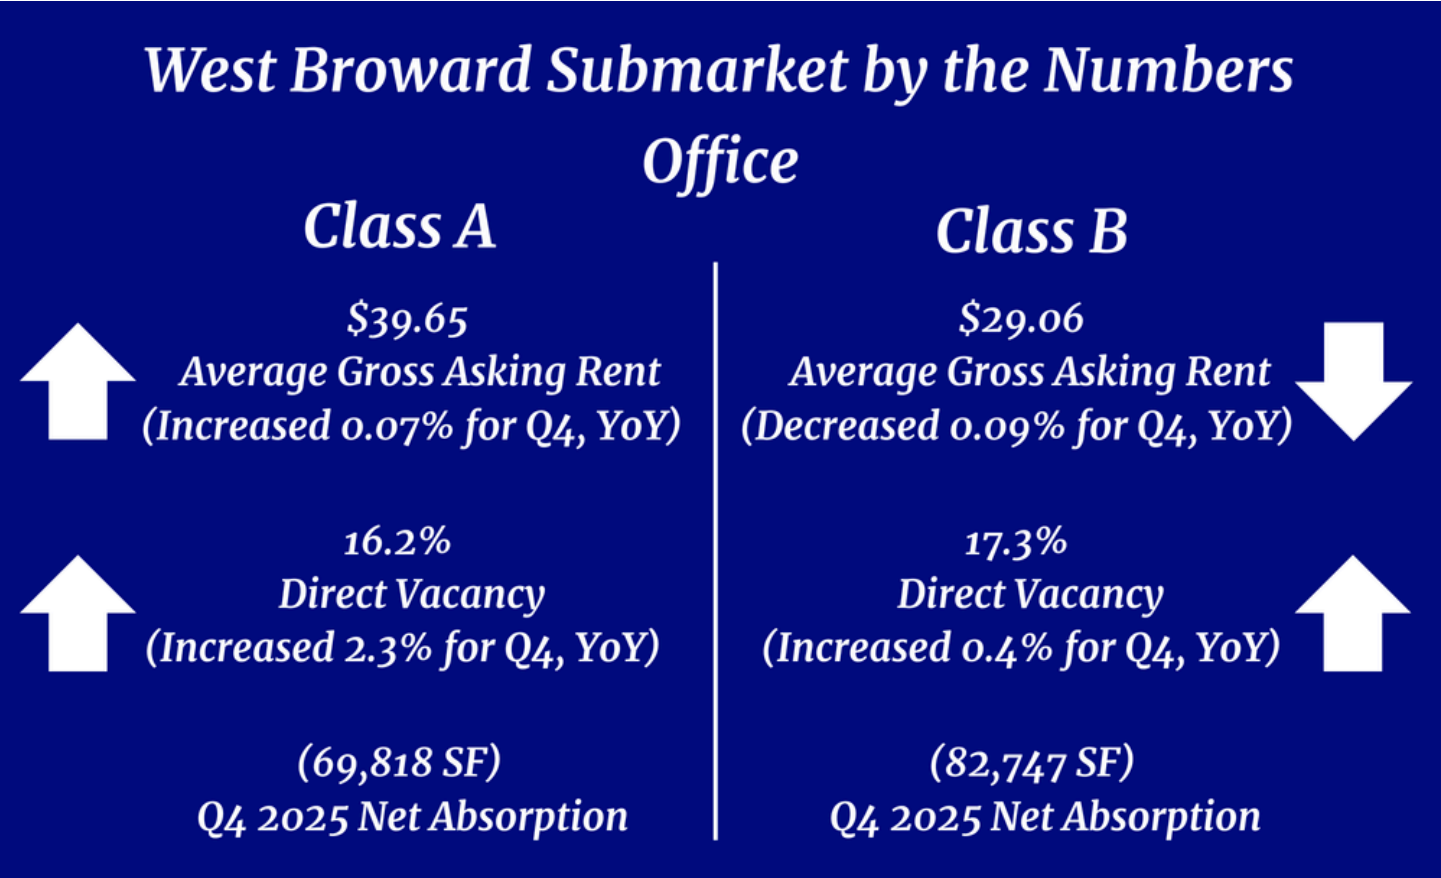 West Broward Submarket by the Numbers
Office
Class A
$39.65
Average Gross Asking Rent
(Increased 0.07% for Q4, YoY)
16.2%
Direct Vacancy
(Increased 2.3% for Q4, YoY)
(69,818 SF)
Q4 2025 Net Absorption
Class B
$29.06
Average Gross Asking Rent
(Decreased 0.09% for Q4, YoY)
17.3%
Direct Vacancy
(Increased 0.4% for Q4, YoY)
(82,747 SF)
Q4 2025 Net Absorption